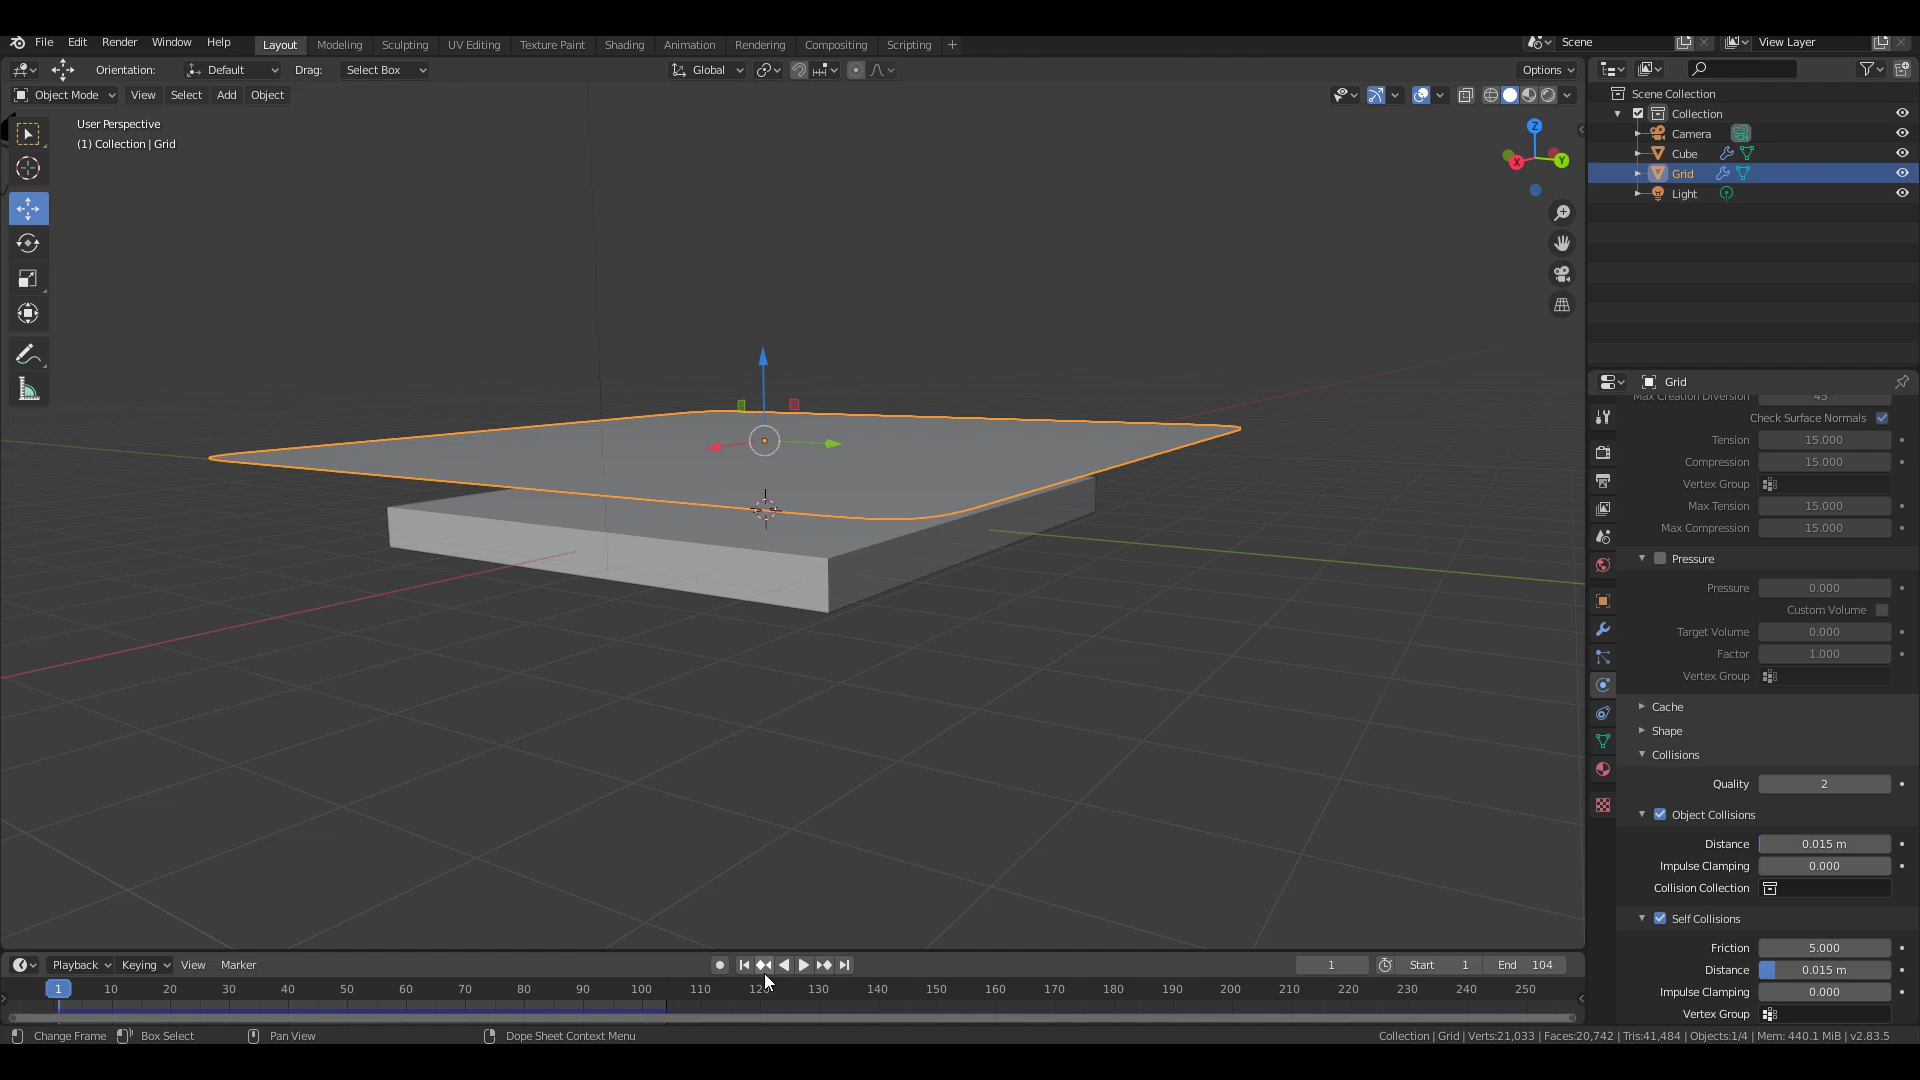 File Edit Render Window Help Layout Modeling Sculpting UV Editing Texture Paint Shading Animation Rendering Compositing Scripting + Scene View Layer
Orientation: Default Drag: Select Box Global Options
Object Mode View Select Add Object
User Perspective
(1) Collection | Grid
Z
X
Y
Scene Collection
Collection
Camera
Cube
Grid
Light
Grid
Max Creation Diversion 45°
Check Surface Normals
Tension 15.000
Compression 15.000
Vertex Group
Max Tension 15.000
Max Compression 15.000
Pressure
Pressure 0.000
Custom Volume
Target Volume 0.000
Factor 1.000
Vertex Group
Cache
Shape
Collisions
Quality 2
Object Collisions
Distance 0.015 m
Impulse Clamping 0.000
Collision Collection
Self Collisions
Friction 5.000
Distance 0.015 m
Impulse Clamping 0.000
Vertex Group
Playback Keying View Marker 1 Start 1 End 104
1 10 20 30 40 50 60 70 80 90 100 110 120 130 140 150 160 170 180 190 200 210 220 230 240 250
Change Frame Box Select Pan View Dope Sheet Context Menu Collection | Grid | Verts:21,033 | Faces:20,742 | Tris:41,484 | Objects:1/4 | Mem: 440.1 MiB | v2.83.5